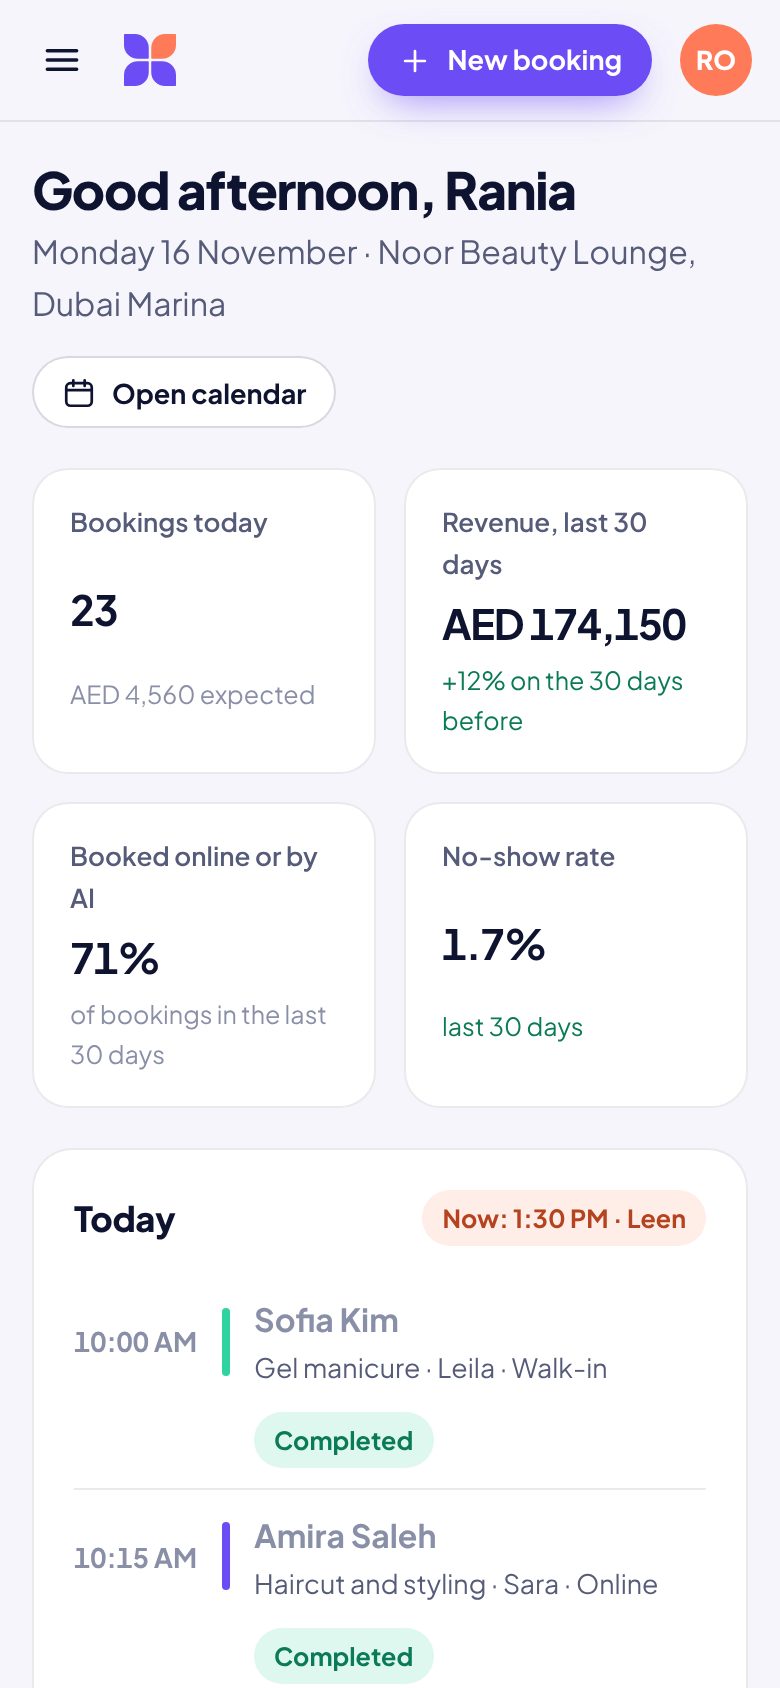 New booking
RO
Good afternoon, Rania
Monday 16 November · Noor Beauty Lounge,
Dubai Marina
Open calendar
Bookings today
23
AED 4,560 expected
Revenue, last 30
days
AED 174,150
+12% on the 30 days
before
Booked online or by
AI
71%
of bookings in the last
30 days
No-show rate
1.7%
last 30 days
Today
Now: 1:30 PM · Leen
10:00 AM
Sofia Kim
Gel manicure · Leila · Walk-in
Completed
10:15 AM
Amira Saleh
Haircut and styling · Sara · Online
Completed